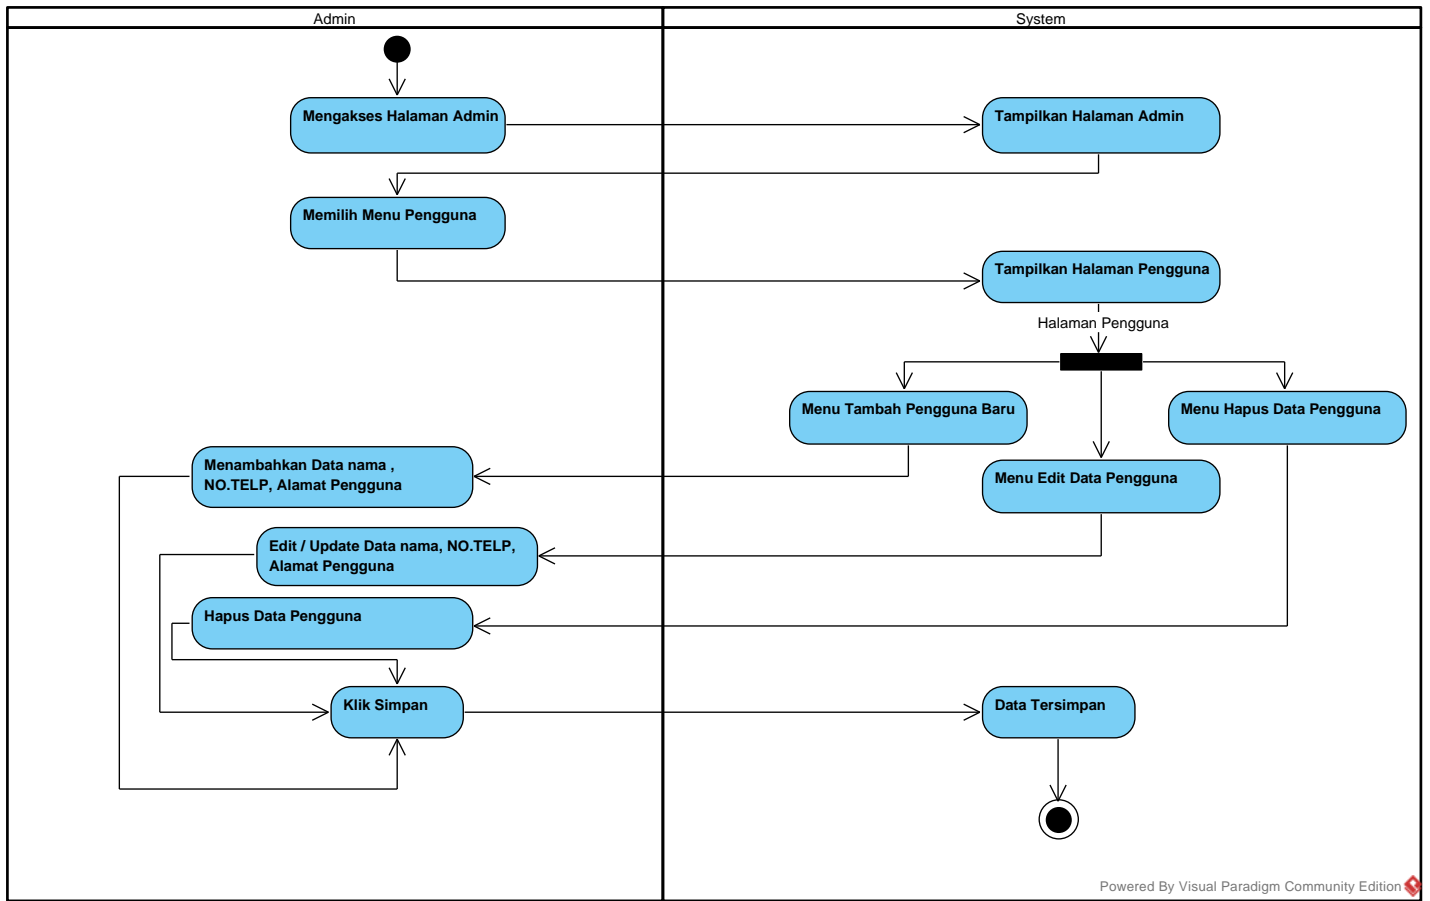 Admin
System
Mengakses Halaman Admin
Tampilkan Halaman Admin
Memilih Menu Pengguna
Tampilkan Halaman Pengguna
Halaman Pengguna
Menu Tambah Pengguna Baru
Menu Hapus Data Pengguna
Menambahkan Data nama ,
NO.TELP, Alamat Pengguna
Menu Edit Data Pengguna
Edit / Update Data nama, NO.TELP,
Alamat Pengguna
Hapus Data Pengguna
Klik Simpan
Data Tersimpan
Powered By Visual Paradigm Community Edition